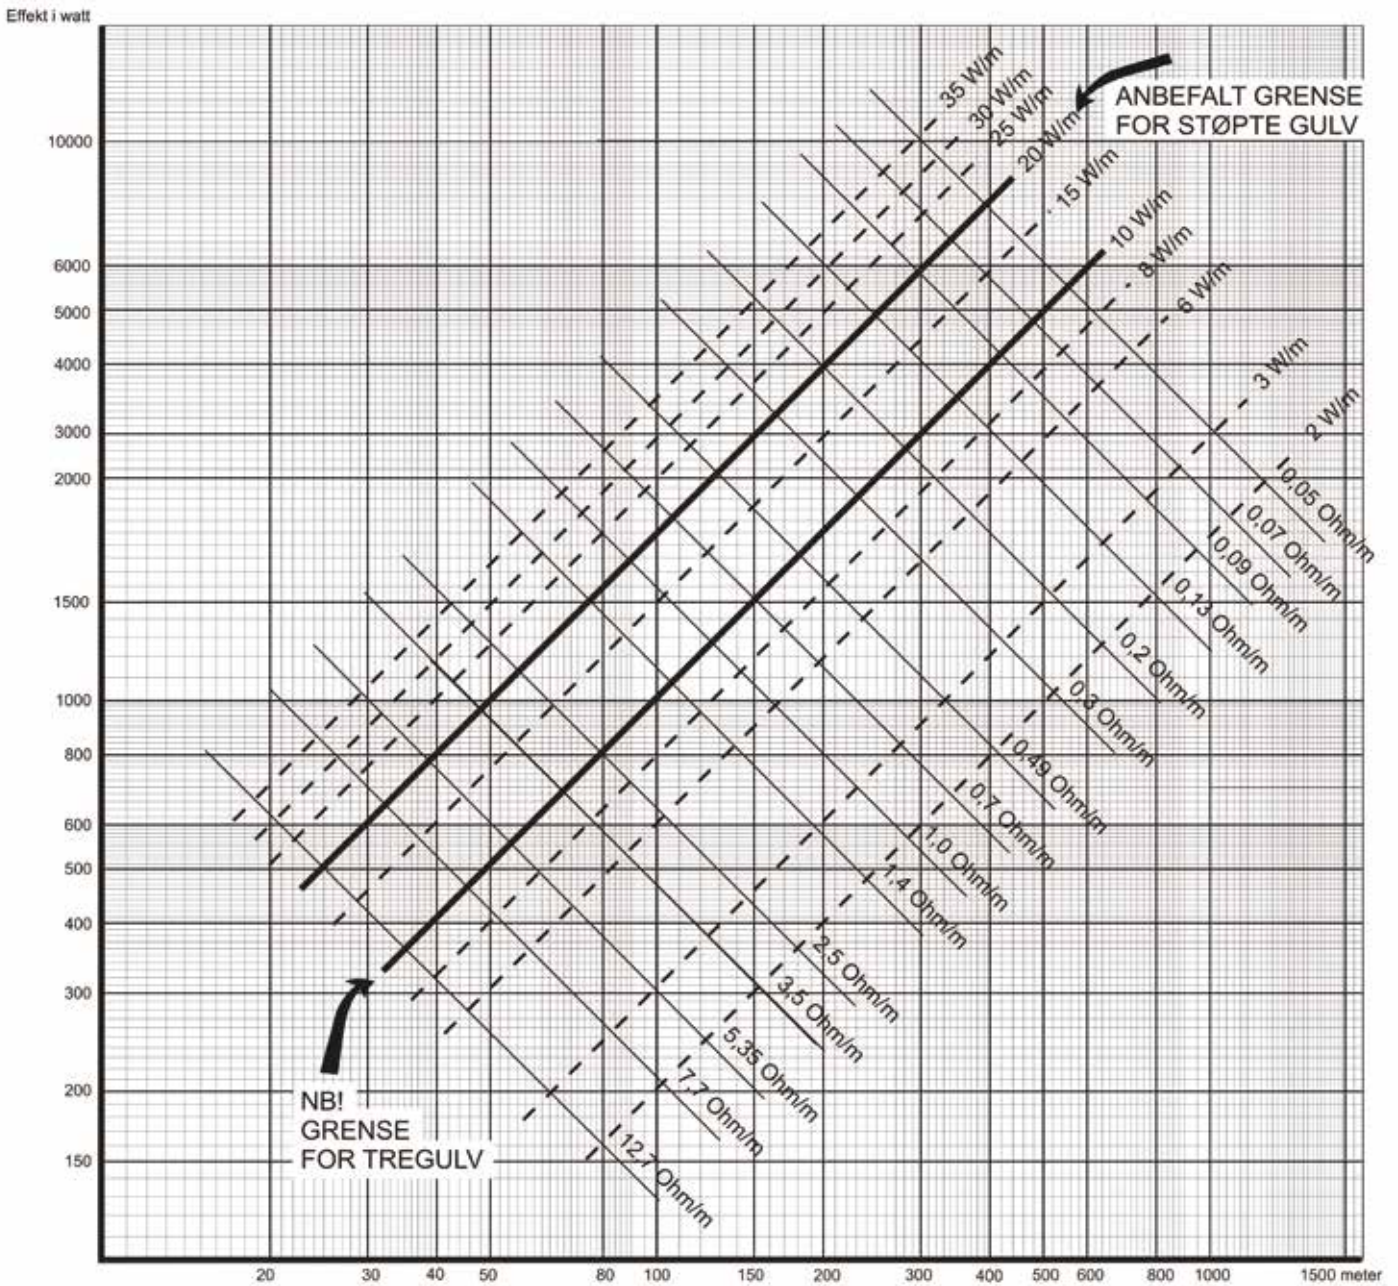 Effekt i watt
35 W/m
30 W/m
25 W/m
20 W/m
15 W/m
10 W/m
8 W/m
6 W/m
3 W/m
2 W/m
ANBEFALT GRENSE
FOR STØPTE GULV
10000
6000
5000
4000
3000
2000
1500
1000
800
600
500
400
300
200
150
0,05 Ohm/m
0,07 Ohm/m
0,09 Ohm/m
0,13 Ohm/m
0,2 Ohm/m
0,3 Ohm/m
0,49 Ohm/m
0,7 Ohm/m
1,0 Ohm/m
1,4 Ohm/m
2,5 Ohm/m
3,5 Ohm/m
5,35 Ohm/m
7,7 Ohm/m
12,7 Ohm/m
NB!
GRENSE
FOR TREGULV
20 30 40 50 80 100 150 200 300 400 500 600 800 1000 1500 meter